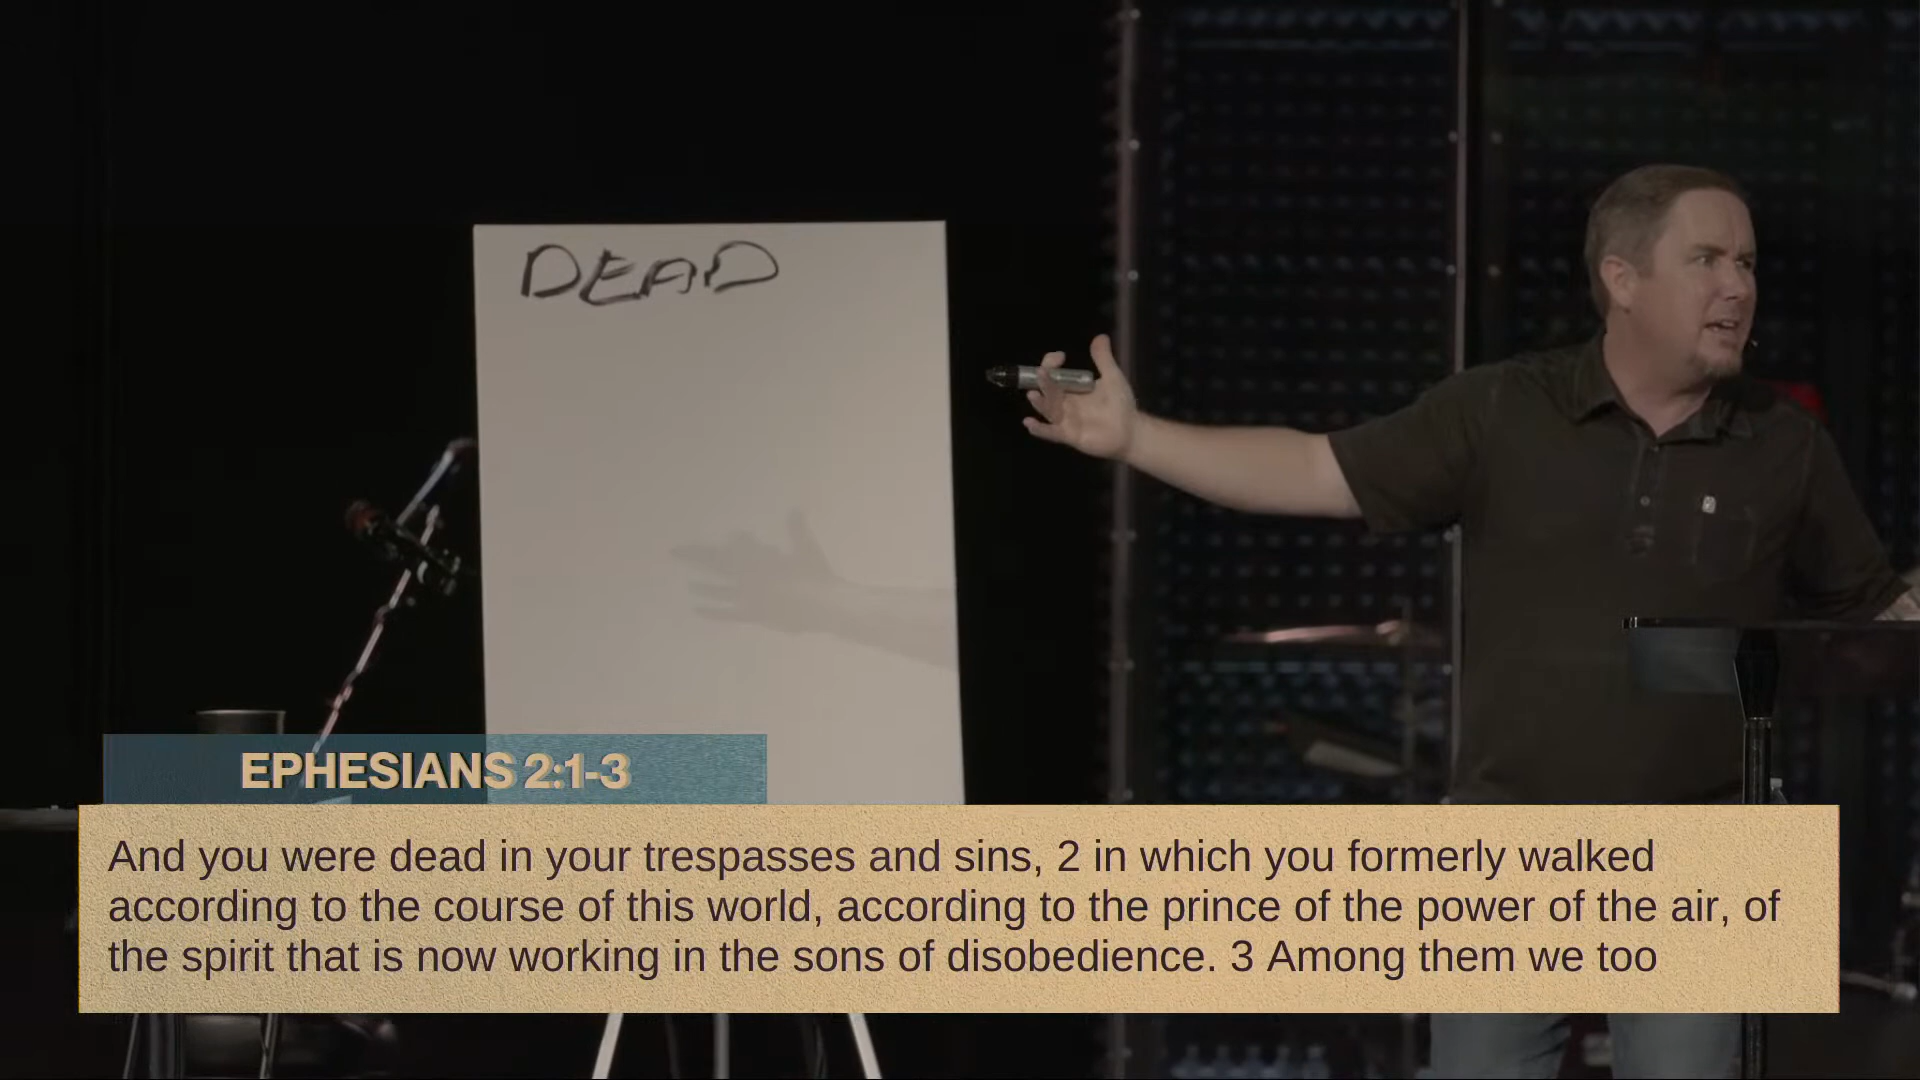 DEAD
EPHESIANS 2:1-3
And you were dead in your trespasses and sins, 2 in which you formerly walked
according to the course of this world, according to the prince of the power of the air, of
the spirit that is now working in the sons of disobedience. 3 Among them we too